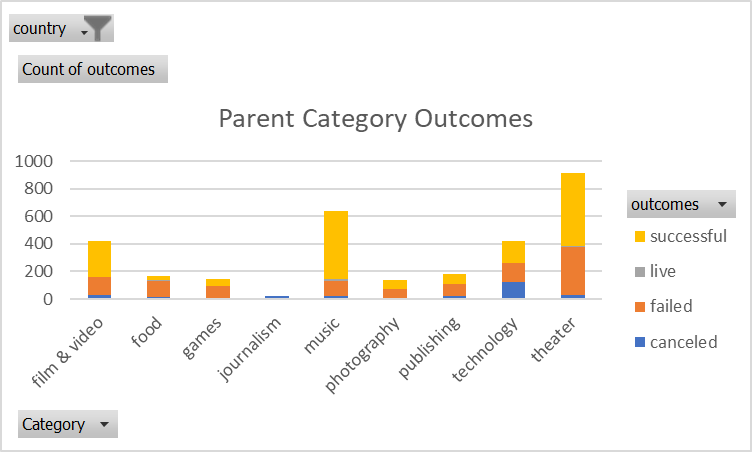 country
Count of outcomes
Parent Category Outcomes
1000
800
600
400
200
0
film & video
food
games
journalism
music
photography
publishing
technology
theater
outcomes
successful
live
failed
canceled
Category